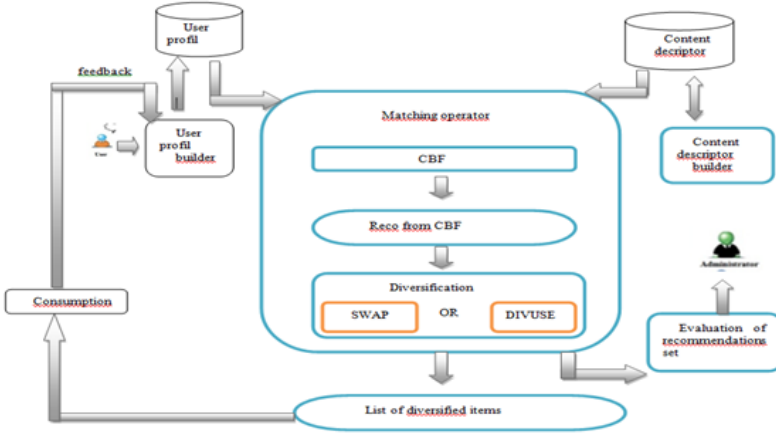 User
profil
Content
decriptor
feedback
Matching operator
User
profil
builder
User
CBF
Content
descriptor
builder
Reco from CBF
Administrator
Diversification
SWAP
OR
DIVUSE
Consumption
Evaluation of
recommendations
set
List of diversified items